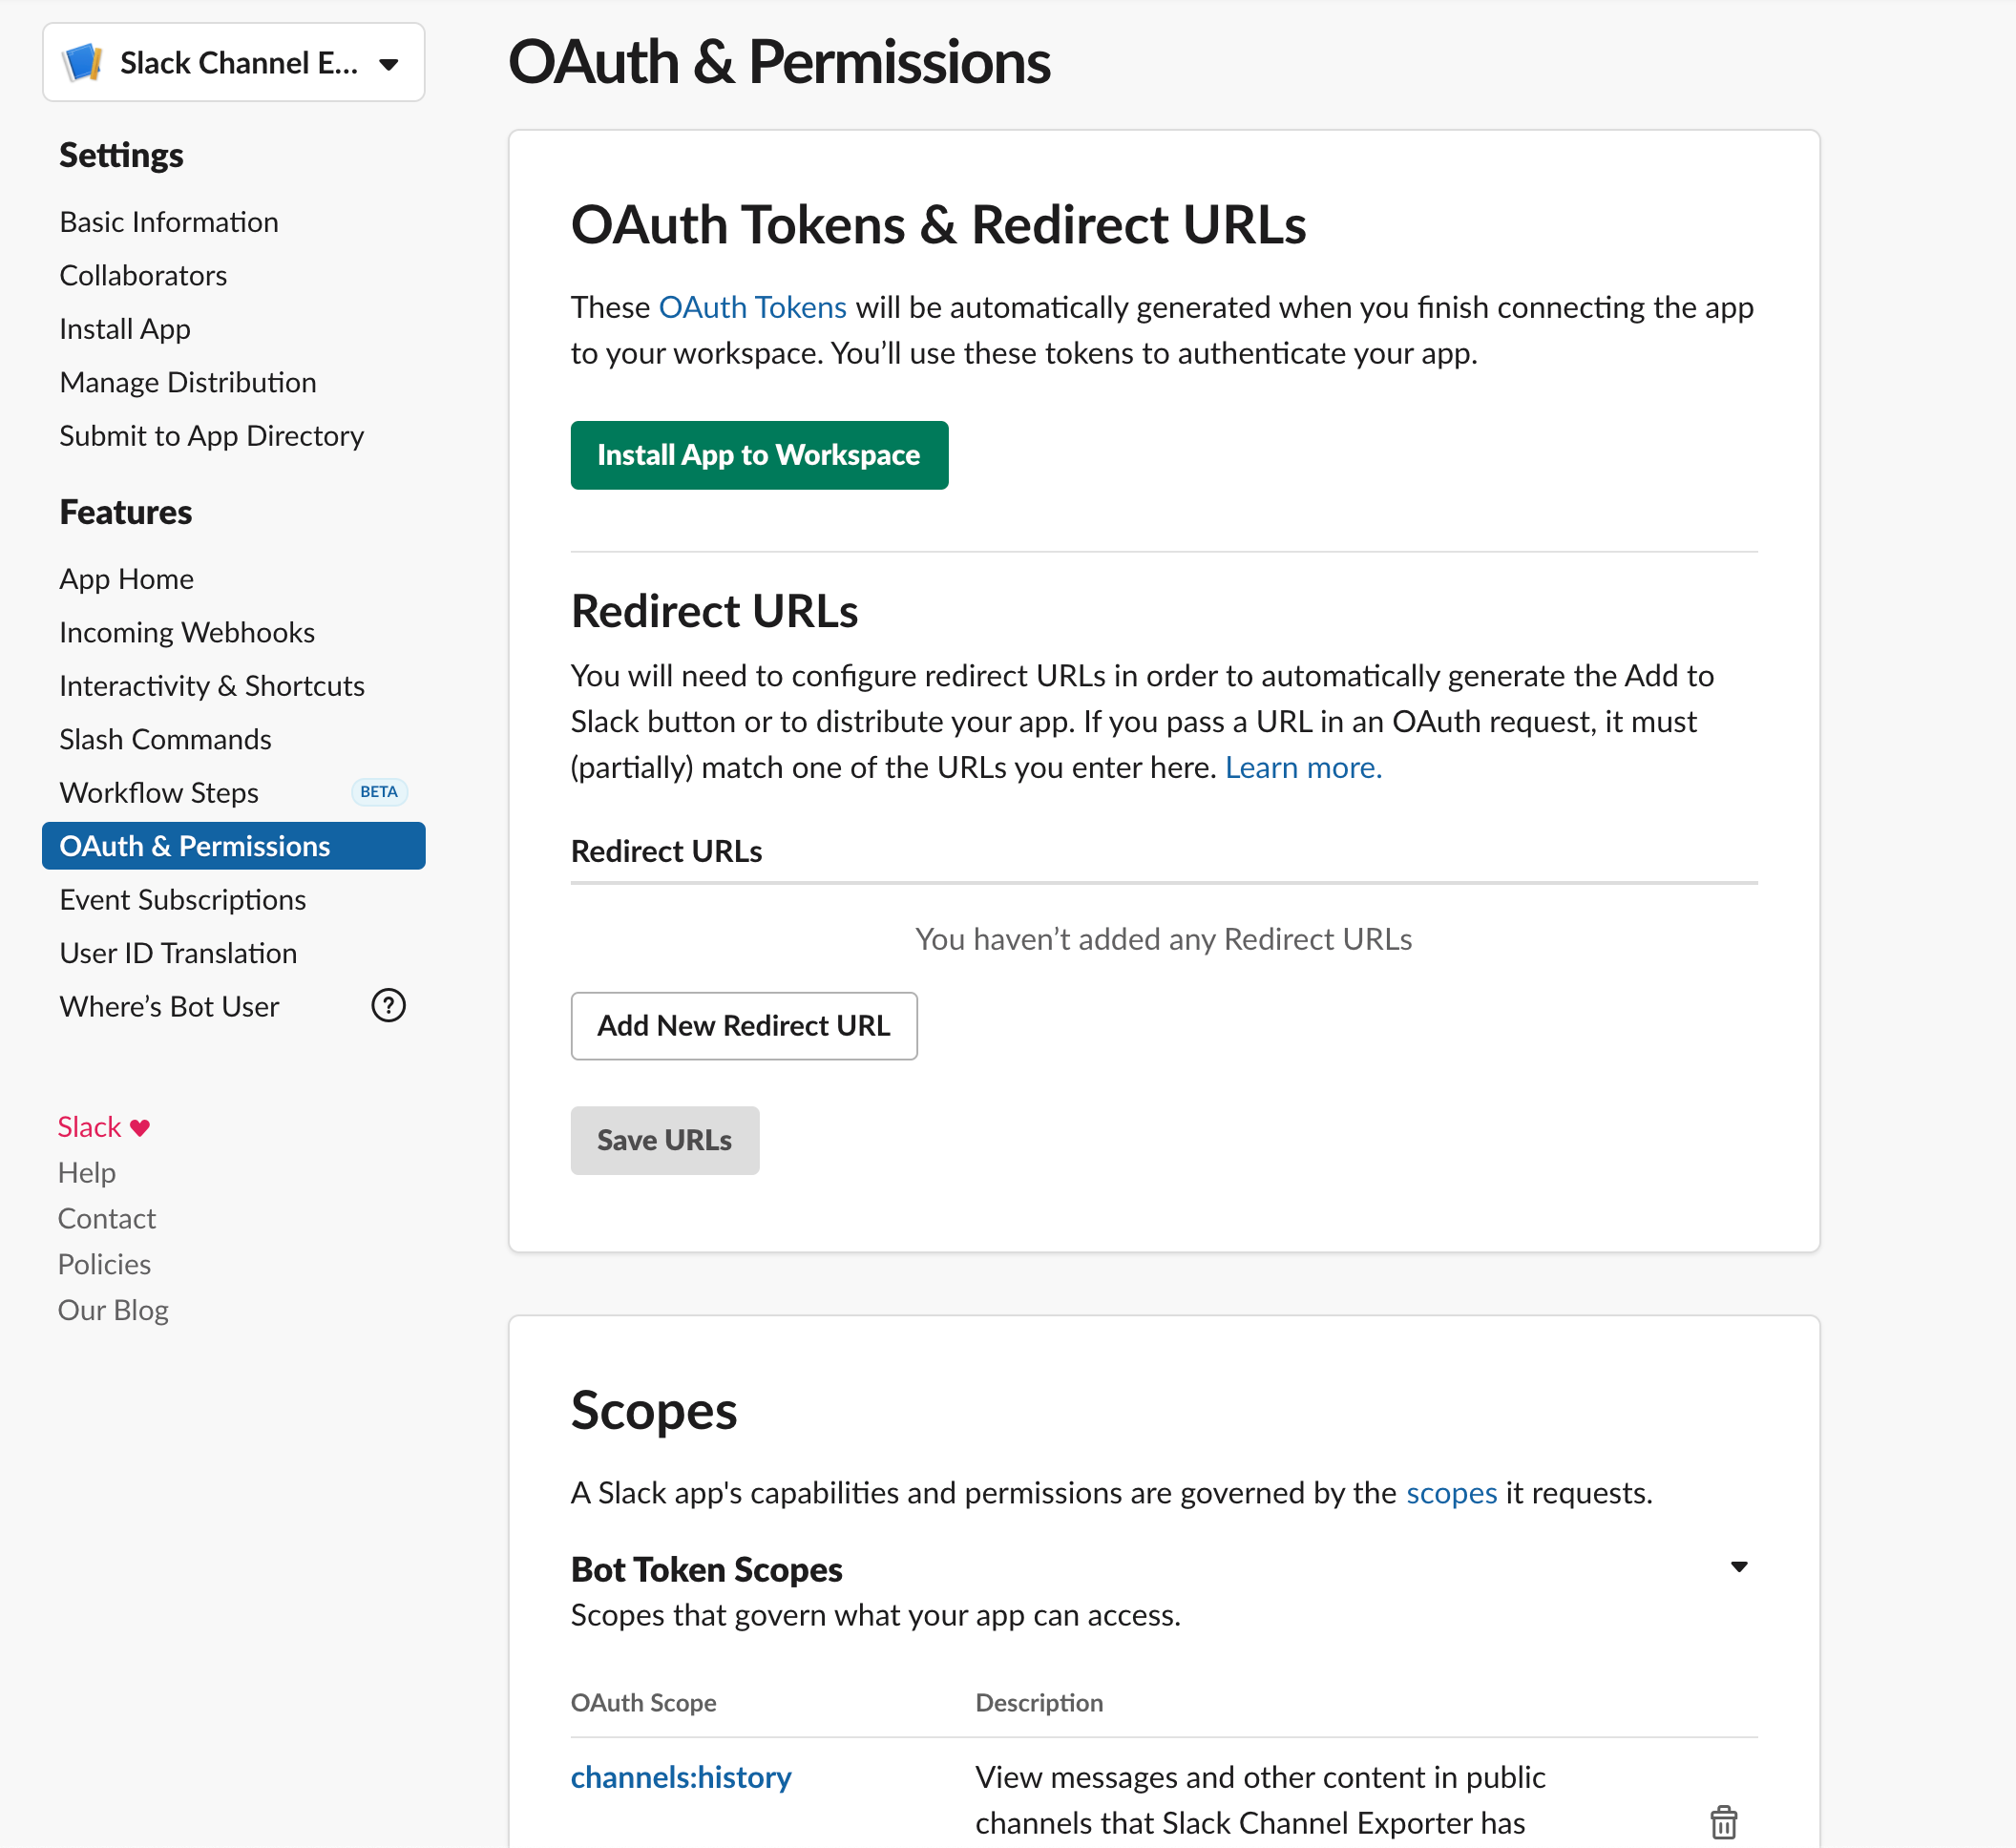 Slack Channel E...
Settings
Basic Information
Collaborators
Install App
Manage Distribution
Submit to App Directory
Features
App Home
Incoming Webhooks
Interactivity & Shortcuts
Slash Commands
Workflow Steps BETA
OAuth & Permissions
Event Subscriptions
User ID Translation
Where’s Bot User ?
Slack ♥
Help
Contact
Policies
Our Blog
OAuth & Permissions
OAuth Tokens & Redirect URLs
These OAuth Tokens will be automatically generated when you finish connecting the app
to your workspace. You’ll use these tokens to authenticate your app.
Install App to Workspace
Redirect URLs
You will need to configure redirect URLs in order to automatically generate the Add to
Slack button or to distribute your app. If you pass a URL in an OAuth request, it must
(partially) match one of the URLs you enter here. Learn more.
Redirect URLs
You haven’t added any Redirect URLs
Add New Redirect URL
Save URLs
Scopes
A Slack app's capabilities and permissions are governed by the scopes it requests.
Bot Token Scopes
Scopes that govern what your app can access.
OAuth Scope Description
channels:history View messages and other content in public
channels that Slack Channel Exporter has